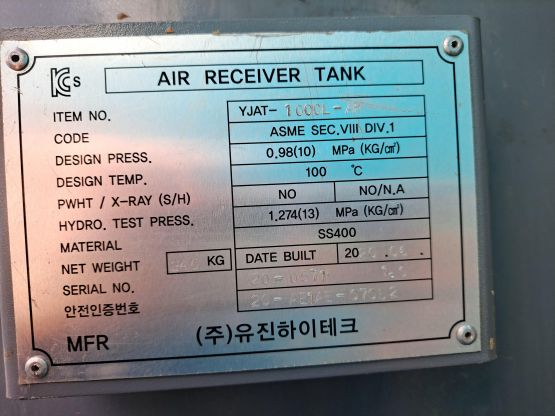 KCs
AIR RECEIVER TANK
ITEM NO. YJAT-1000L-
CODE ASME SEC.VIII DIV.1
DESIGN PRESS. 0.98(10) MPa (KG/㎠)
DESIGN TEMP. 100 ℃
PWHT / X-RAY (S/H) NO NO/N.A
HYDRO. TEST PRESS. 1.274(13) MPa (KG/㎠)
MATERIAL SS400
NET WEIGHT KG DATE BUILT 20
SERIAL NO.
안전인증번호
MFR (주)유진하이테크